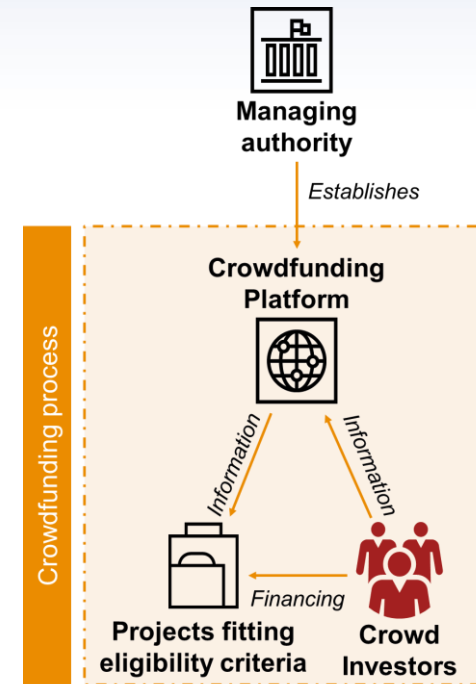 Managing
authority
Establishes
Crowdfunding process
Crowdfunding
Platform
Information
Information
Financing
Projects fitting
eligibility criteria
Crowd
Investors